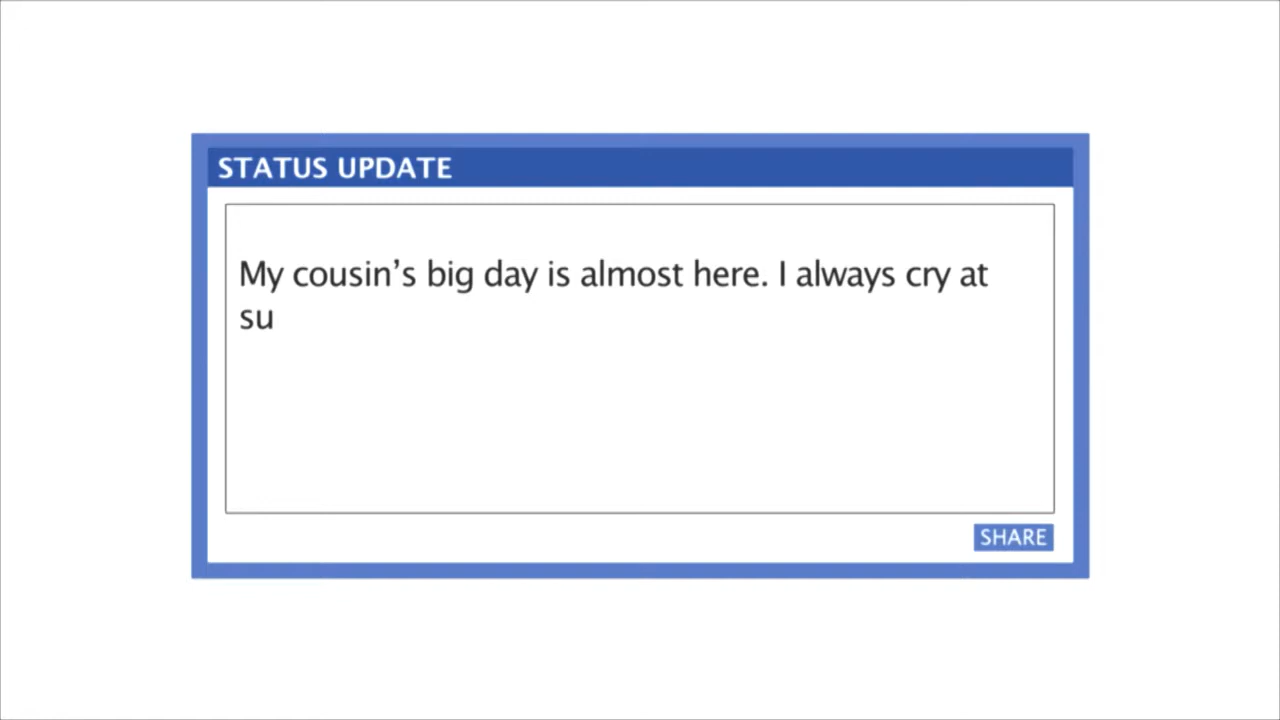 STATUS UPDATE
My cousin’s big day is almost here. I always cry at
su
SHARE